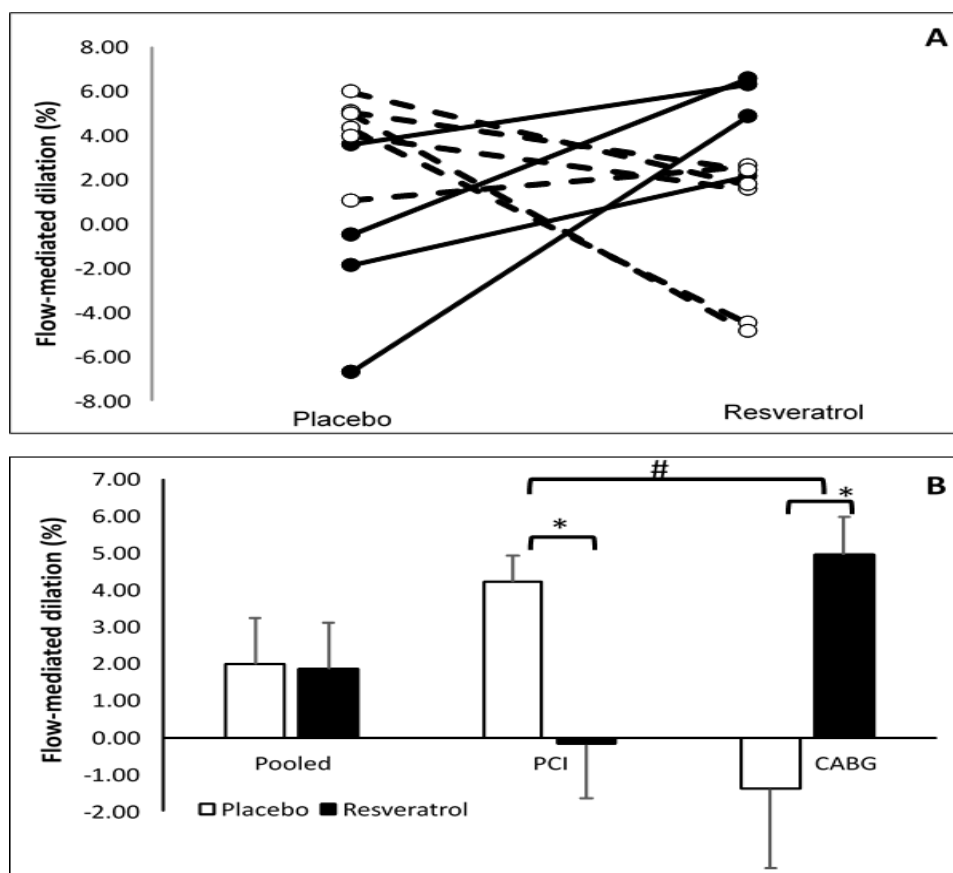 A
8.00
6.00
4.00
2.00
0.00
-2.00
-4.00
-6.00
-8.00
Flow-mediated dilation (%)
Placebo
Resveratrol
B
7.00
6.00
5.00
4.00
3.00
2.00
1.00
0.00
-1.00
-2.00
Flow-mediated dilation (%)
#
*
*
Pooled
PCI
CABG
Placebo
Resveratrol